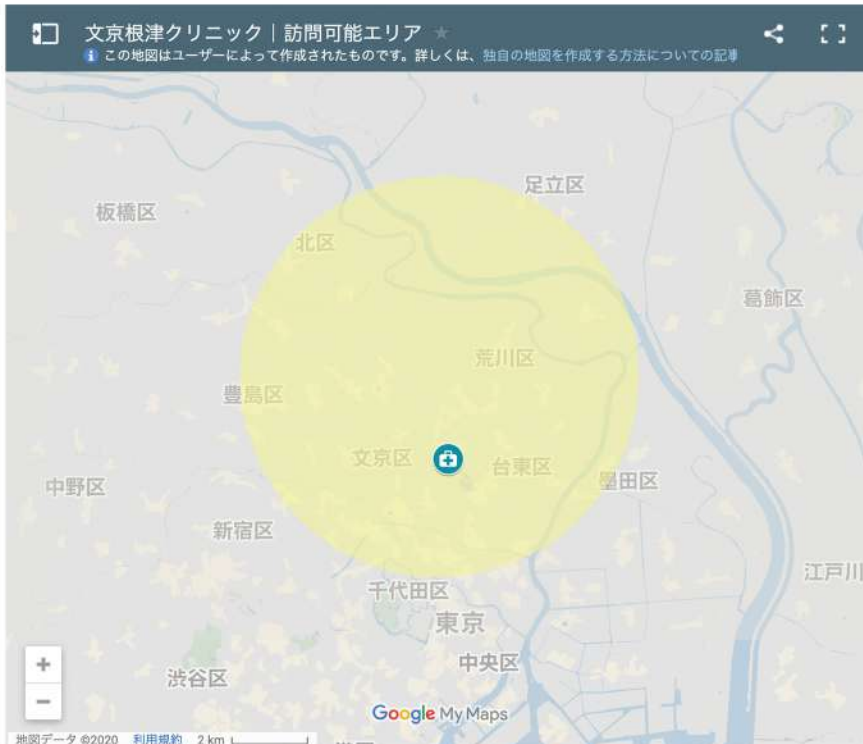 文京根津クリニック｜訪問可能エリア
この地図はユーザーによって作成されたものです。詳しくは、独自の地図を作成する方法についての記事
足立区
板橋区
北区
葛飾区
荒川区
豊島区
文京区
台東区
墨田区
中野区
新宿区
江戸川
千代田区
東京
中央区
渋谷区
Google My Maps
地図データ ©2020 利用規約 2 km